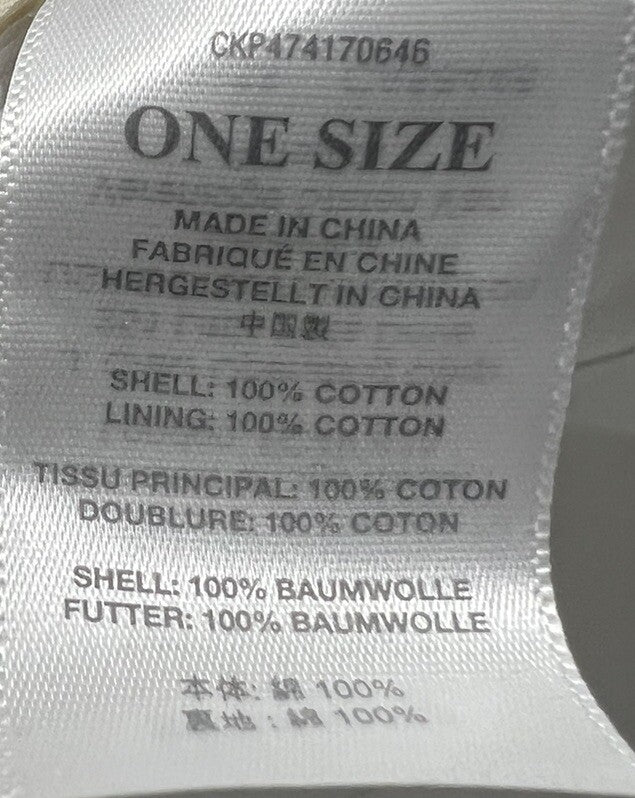 CKP474170646
ONE SIZE
MADE IN CHINA
FABRIQUÉ EN CHINE
HERGESTELLT IN CHINA
中国製
SHELL: 100% COTTON
LINING: 100% COTTON
TISSU PRINCIPAL: 100% COTON
DOUBLURE: 100% COTON
SHELL: 100% BAUMWOLLE
FUTTER: 100% BAUMWOLLE
本体: 綿 100%
裏地 : 綿 100%